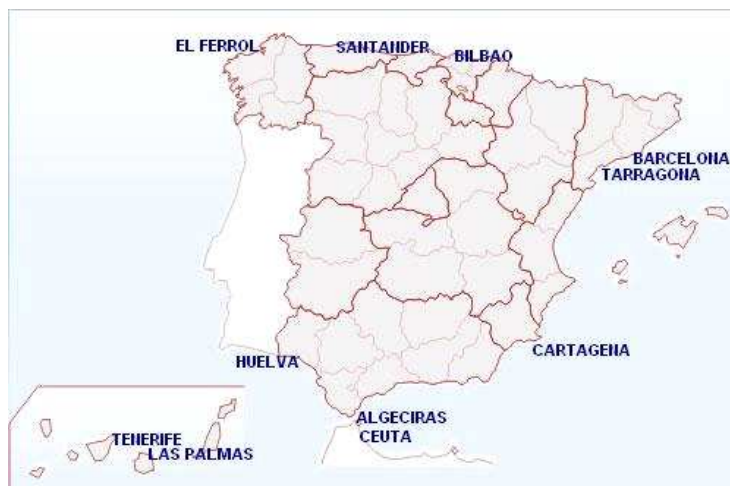 EL FERROL
SANTANDER
BILBAO
BARCELONA
TARRAGONA
CARTAGENA
HUELVA
ALGECIRAS
CEUTA
TENERIFE
LAS PALMAS